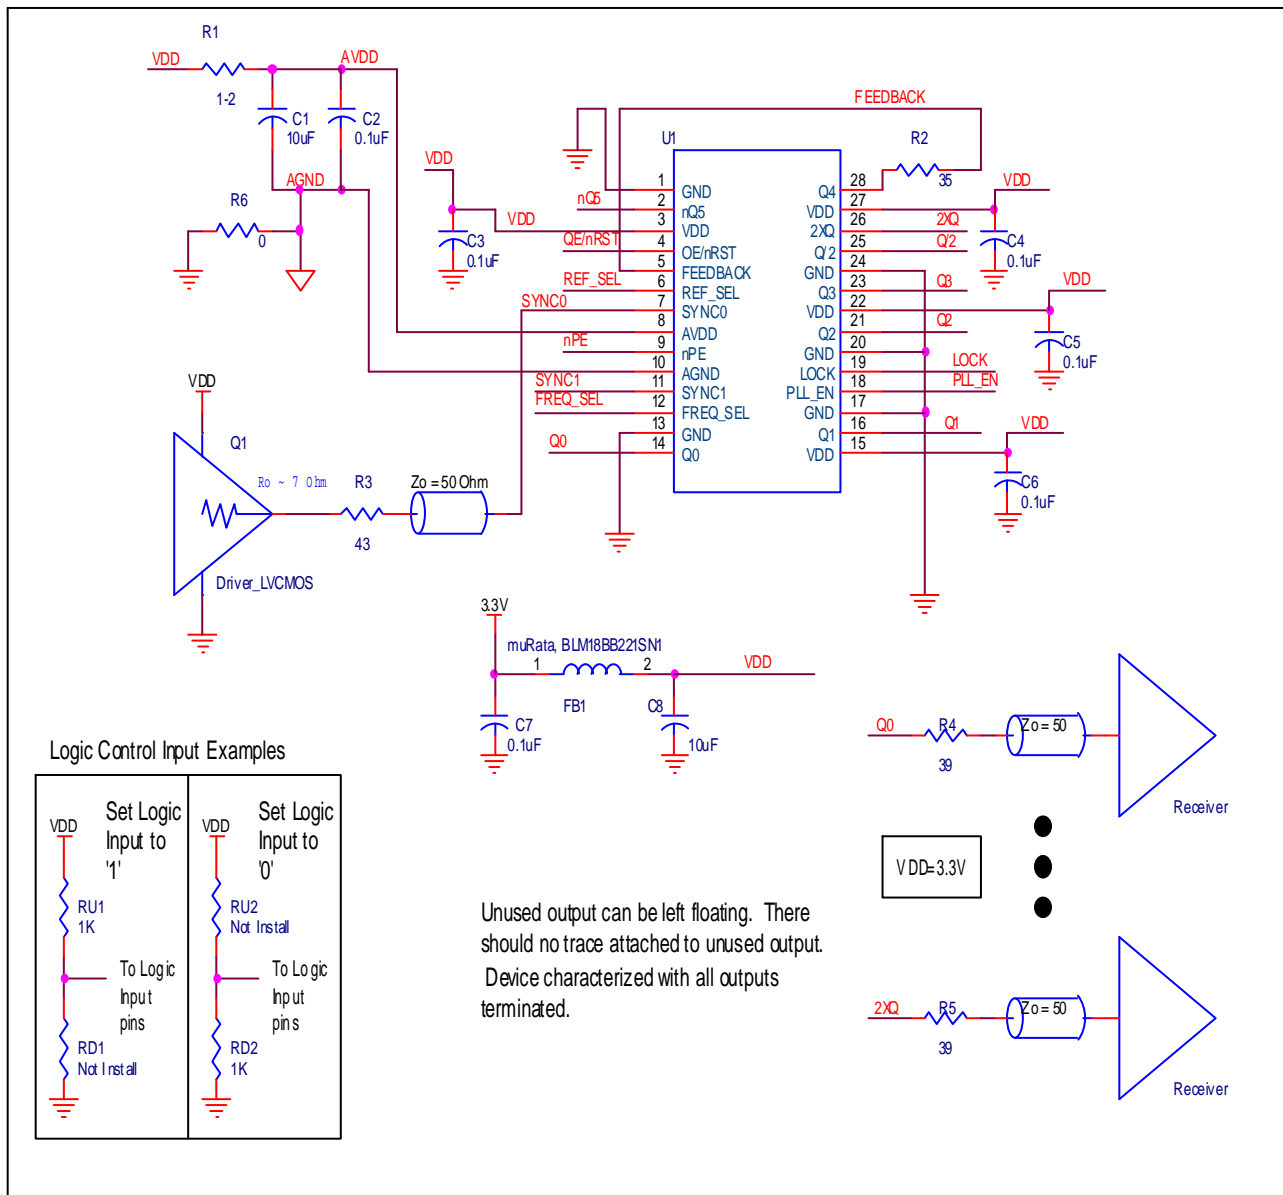 R1
VDD
AVDD
1-2
C1
10uF
C2
0.1uF
AGND
R6
0
VDD
C3
0.1uF
VDD
FEEDBACK
R2
35
U1
nQ5
OE/nRST
REF_SEL
SYNC0
nPE
SYNC1
FREQ_SEL
Q0
1 GND
2 nQ5
3 VDD
4 OE/nRST
5 FEEDBACK
6 REF_SEL
7 SYNC0
8 AVDD
9 nPE
10 AGND
11 SYNC1
12 FREQ_SEL
13 GND
14 Q0
Q4 28
VDD 27
2XQ 26
Q/2 25
GND 24
Q3 23
VDD 22
Q2 21
GND 20
LOCK 19
PLL_EN 18
GND 17
Q1 16
VDD 15
VDD
2XQ
Q/2
C4
0.1uF
Q3
VDD
Q2
C5
0.1uF
LOCK
PLL_EN
Q1
VDD
C6
0.1uF
VDD
Q1
Ro ~ 7 Ohm
R3
43
Zo = 50 Ohm
Driver_LVCMOS
3.3V
muRata, BLM18BB221SN1
1
2
VDD
FB1
C7
0.1uF
C8
10uF
Q0
R4
39
Zo = 50
Receiver
VDD=3.3V
2XQ
R5
39
Zo = 50
Receiver
Logic Control Input Examples
VDD
Set Logic
Input to
'1'
RU1
1K
To Logic
Input
pins
RD1
Not Install
VDD
Set Logic
Input to
'0'
RU2
Not Install
To Logic
Input
pins
RD2
1K
Unused output can be left floating. There
should no trace attached to unused output.
Device characterized with all outputs
terminated.